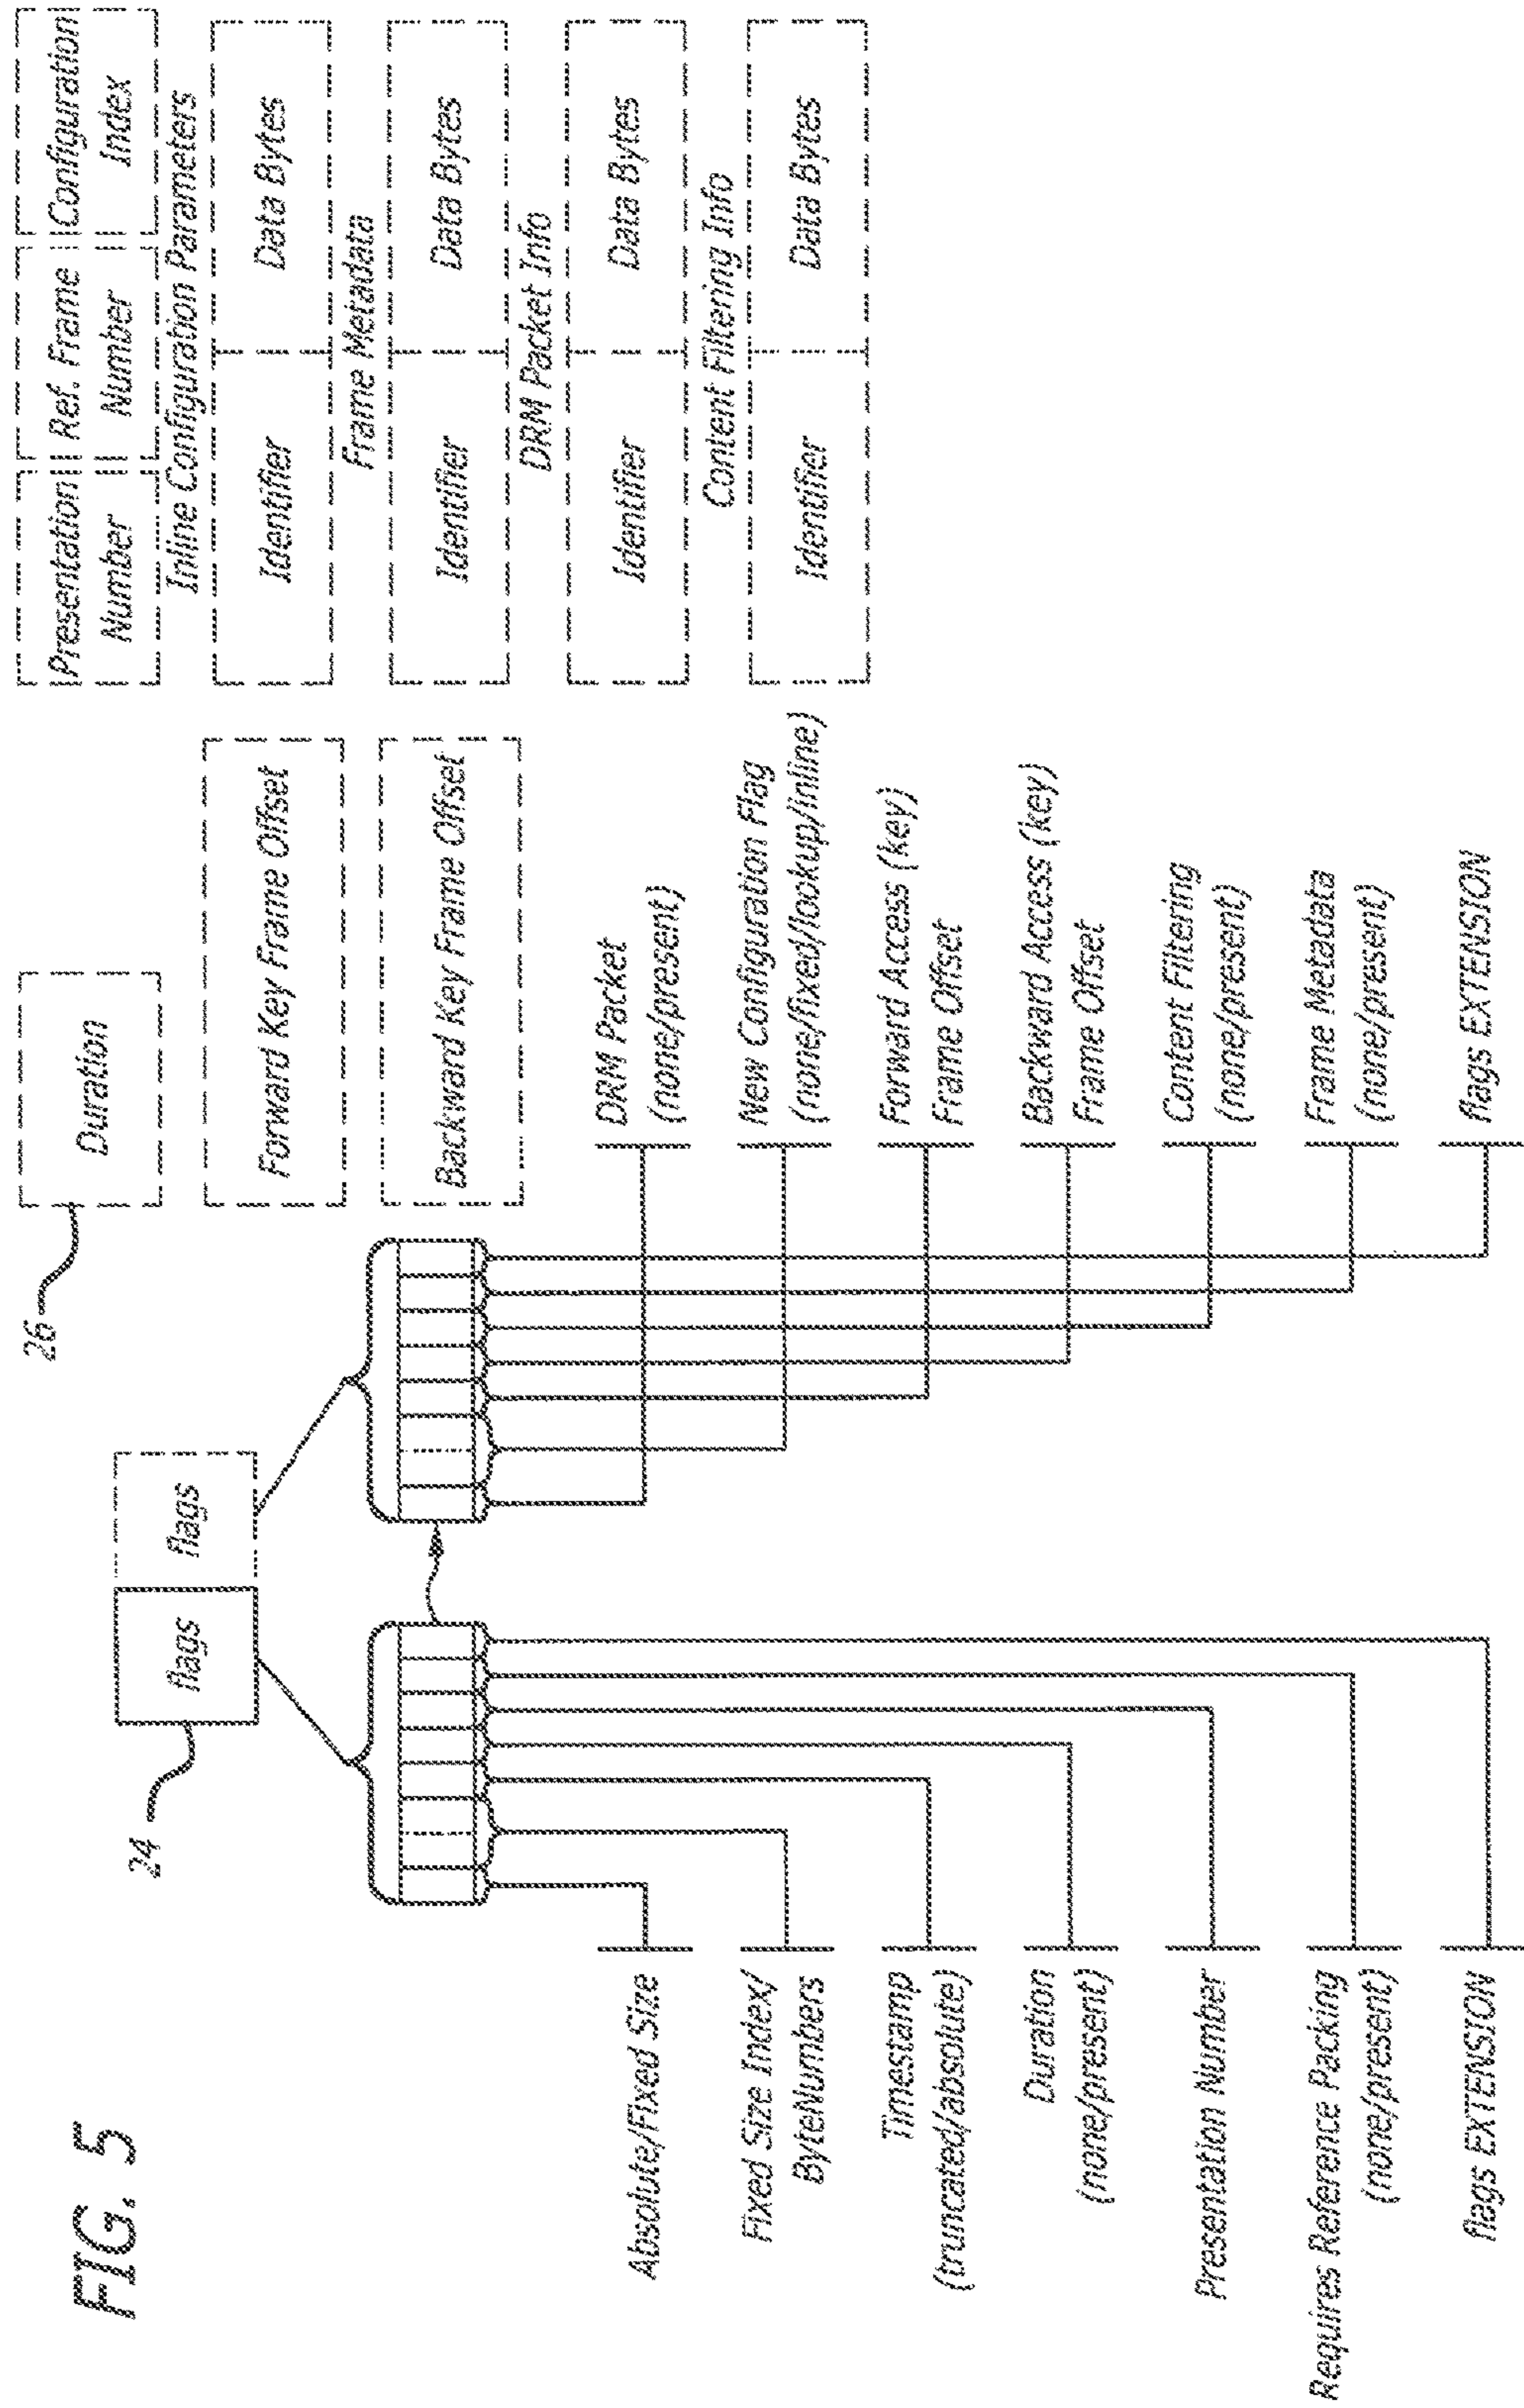 FIG. 5
24
flags
flags
26
Duration
Forward Key Frame Offset
Backward Key Frame Offset
Presentation
Number
Ref. Frame
Number
Configuration
Index
Inline Configuration Parameters
Identifier
Data Bytes
Frame Metadata
Identifier
Data Bytes
DRM Packet Info
Identifier
Data Bytes
Content Filtering Info
Identifier
Data Bytes
Absolute/Fixed Size
Fixed Size Index/
ByteNumbers
Timestamp
(truncated/absolute)
Duration
(none/present)
Presentation Number
Requires Reference Packing
(none/present)
flags EXTENSION
DRM Packet
(none/present)
New Configuration Flag
(none/fixed/lookup/inline)
Forward Access (key)
Frame Offset
Backward Access (key)
Frame Offset
Content Filtering
(none/present)
Frame Metadata
(none/present)
flags EXTENSION